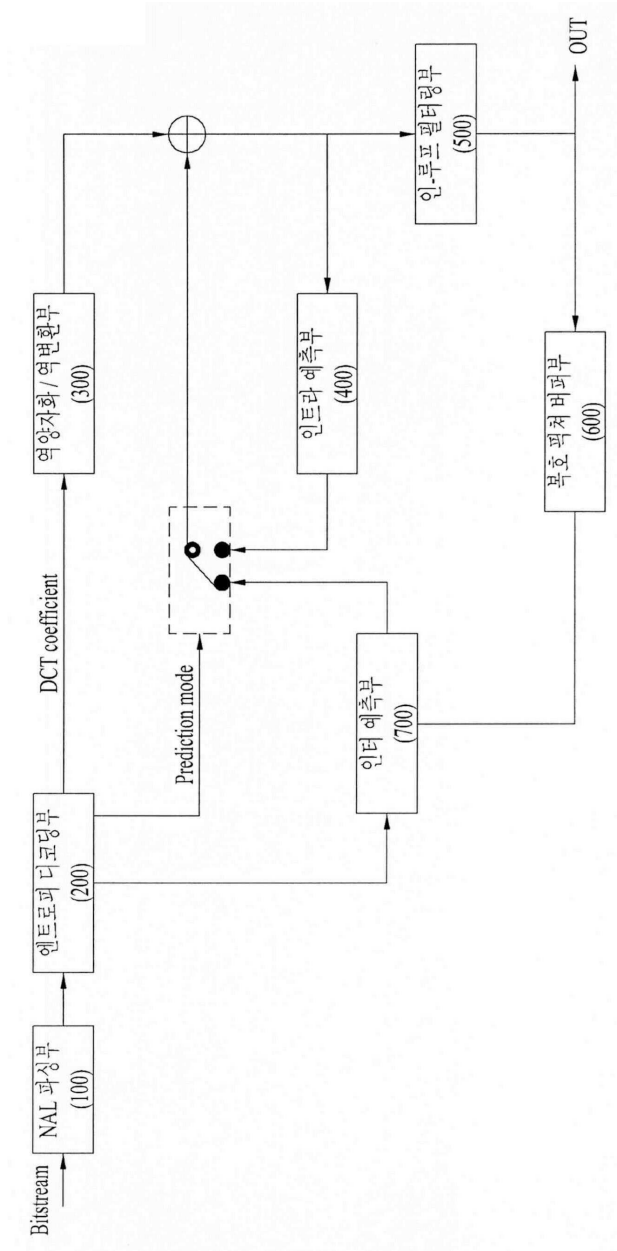 Bitstream
NAL 파싱부
(100)
엔트로피 디코딩부
(200)
DCT coefficient
역양자화 / 역변환부
(300)
Prediction mode
인트라 예측부
(400)
인-루프 필터링부
(500)
OUT
인터 예측부
(700)
복호 픽쳐 버퍼부
(600)